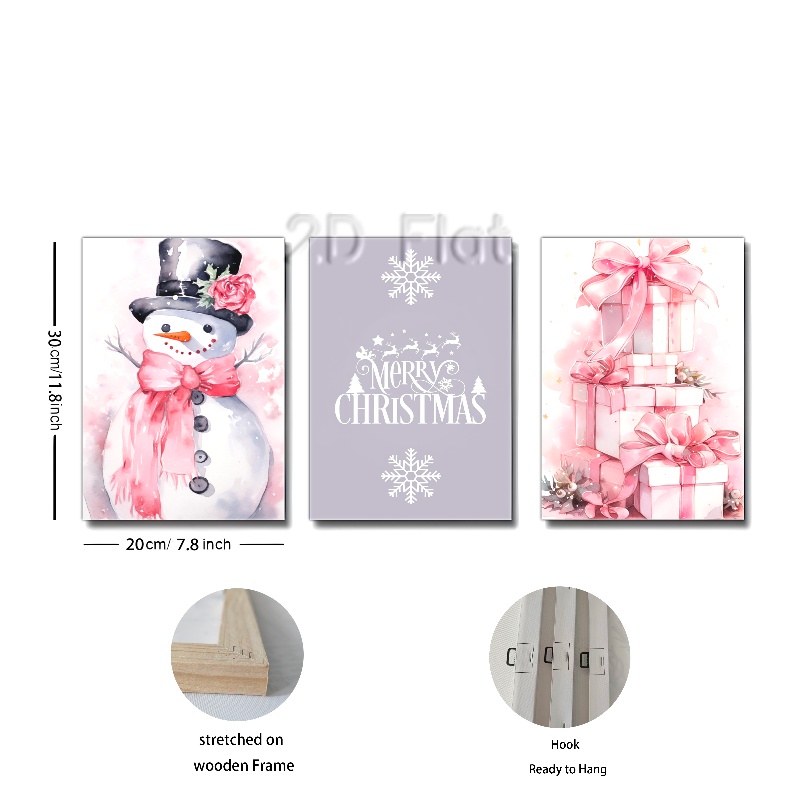 2D Flat
MERRY
CHRISTMAS
30cm/11.8inch
20cm/ 7.8 inch
stretched on
wooden Frame
Hook
Ready to Hang